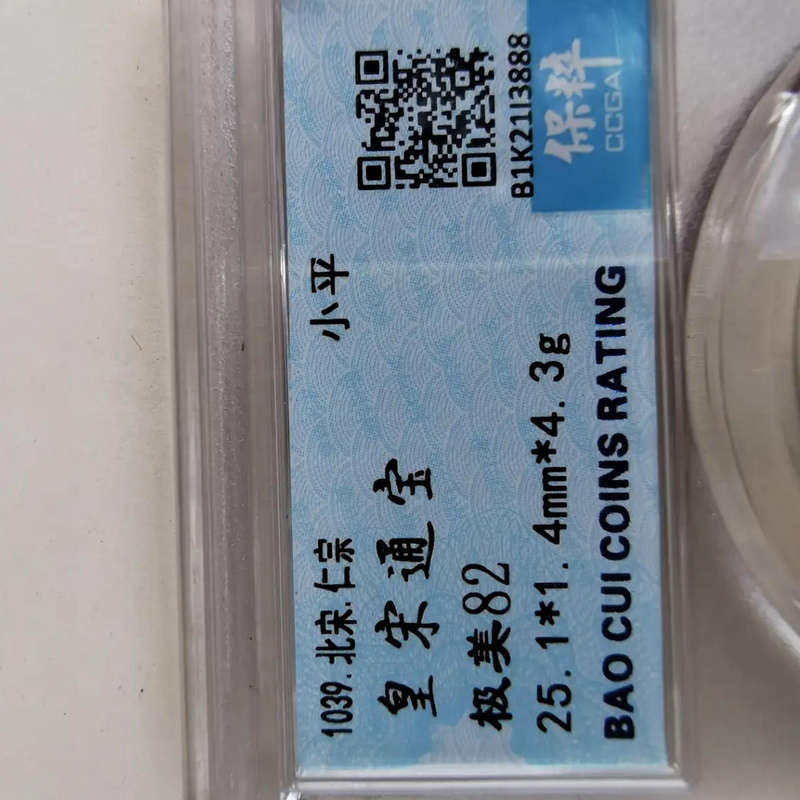 1039.北宋.仁宗
小平
皇宋通宝
极美82
25.1*1.4mm*4.3g
BAO CUI COINS RATING
B1K21I3888
保粹
CCGA